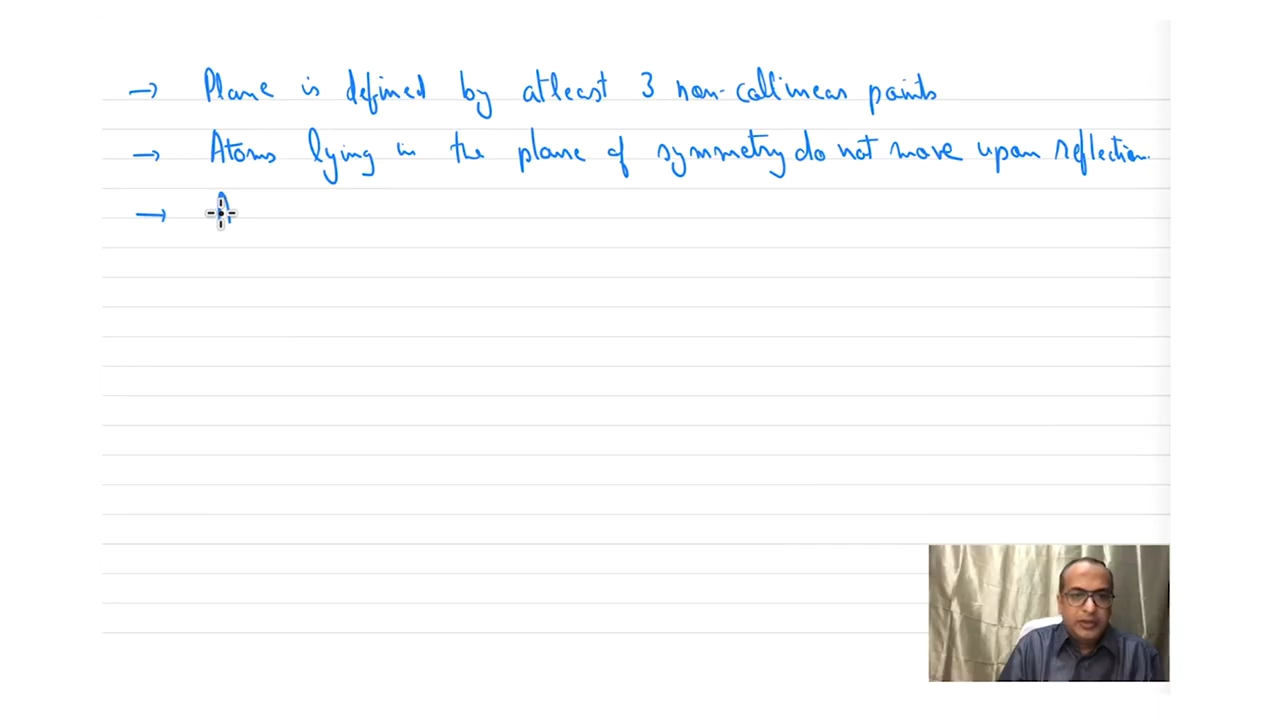 → Plane is defined by atleast 3 non-collinear points
→ Atoms lying in the plane of symmetry do not move upon reflection.
→ A